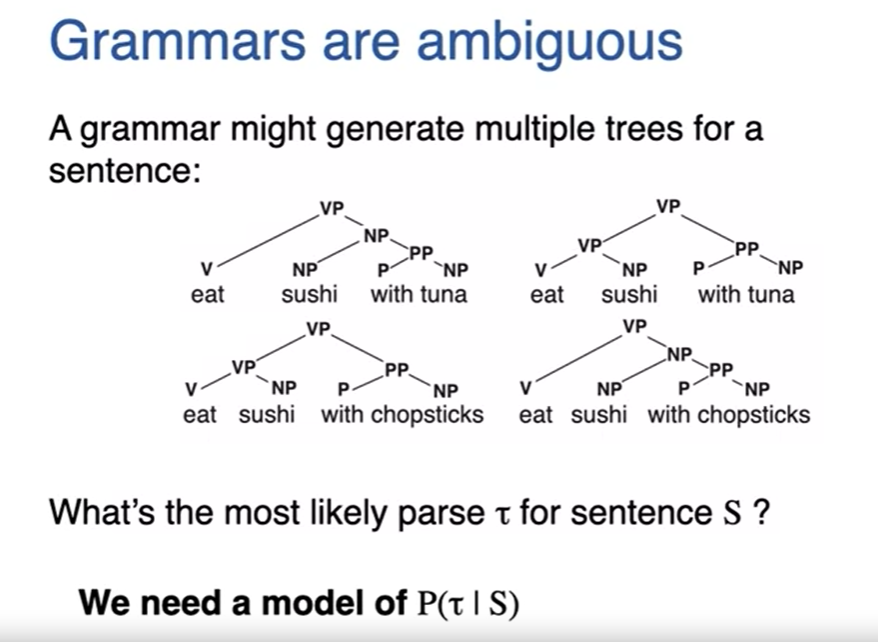 Grammars are ambiguous
A grammar might generate multiple trees for a
sentence:
VP
NP
PP
V NP P NP
eat sushi with tuna
VP
VP PP
V NP P NP
eat sushi with tuna
VP
VP PP
V NP P NP
eat sushi with chopsticks
VP
NP
PP
V NP P NP
eat sushi with chopsticks
What's the most likely parse τ for sentence S ?
We need a model of P(τ | S)